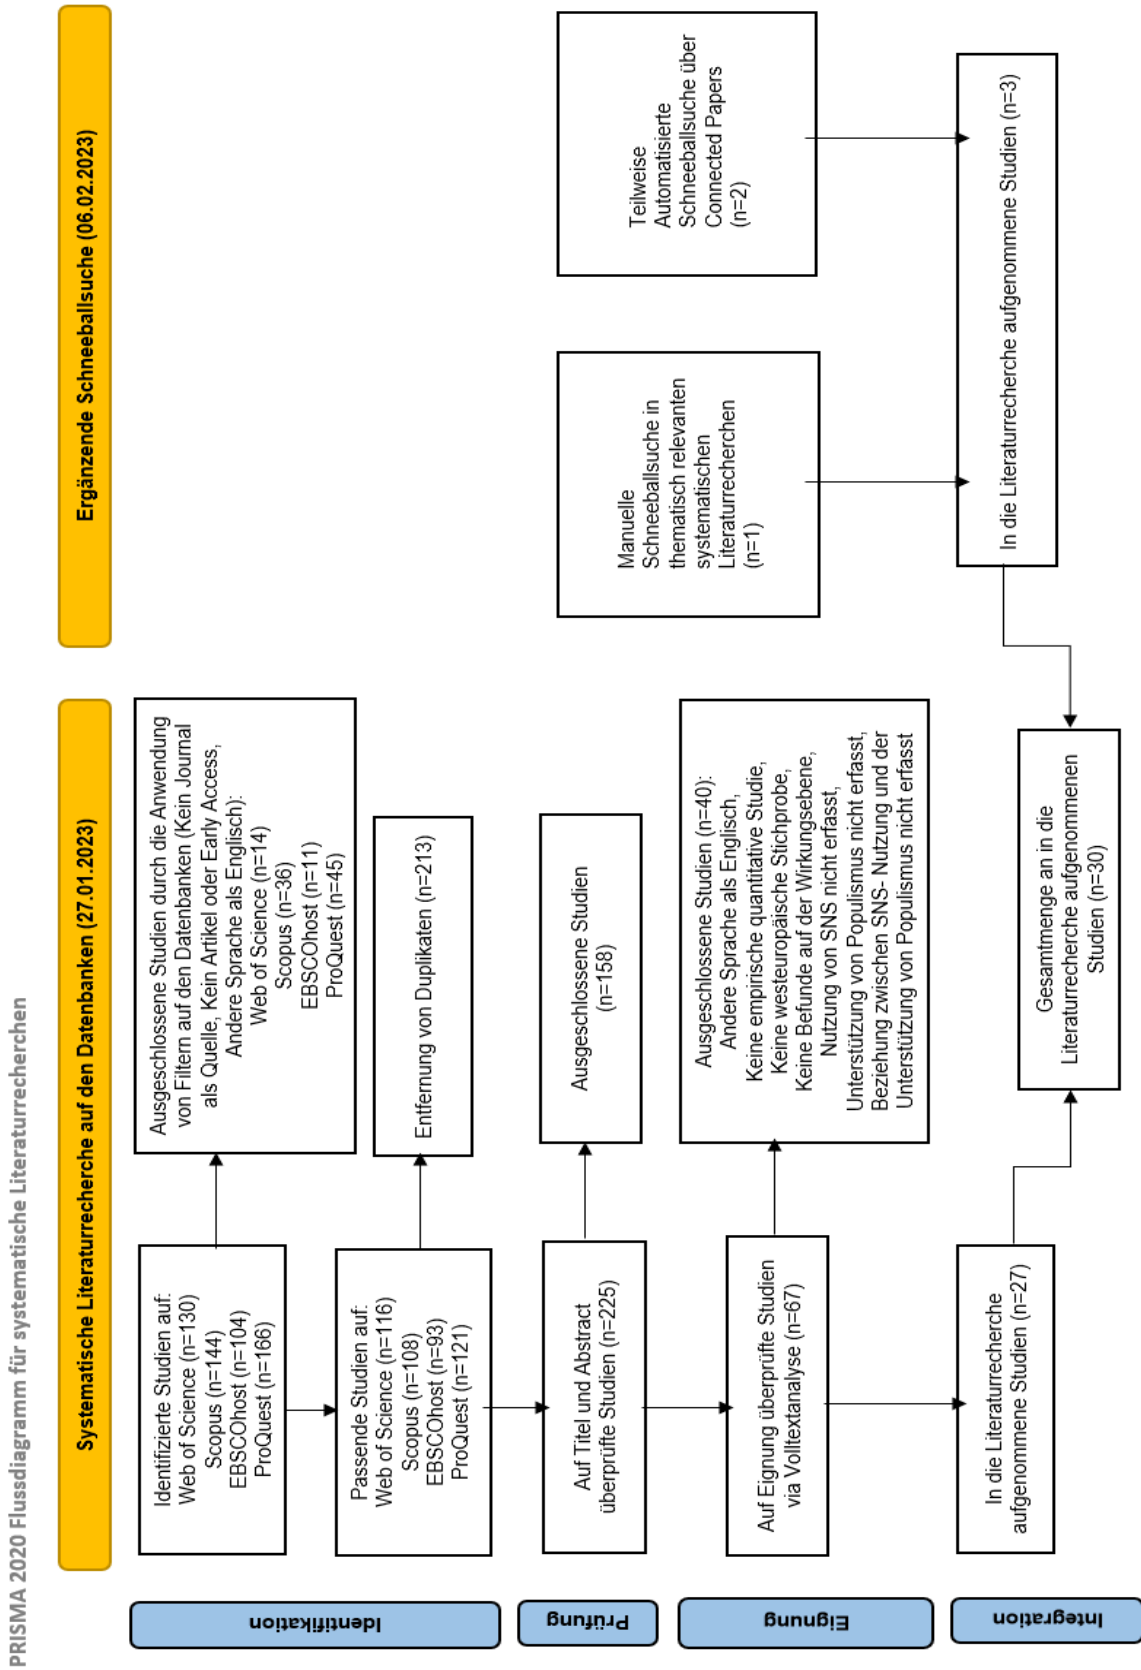 PRISMA 2020 Flussdiagramm für systematische Literaturrecherchen
Systematische Literaturrecherche auf den Datenbanken (27.01.2023)
Ergänzende Schneeballsuche (06.02.2023)
Identifikation
Identifizierte Studien auf:
Web of Science (n=130)
Scopus (n=144)
EBSCOhost (n=104)
ProQuest (n=166)
Ausgeschlossene Studien durch die Anwendung
von Filtern auf den Datenbanken (Kein Journal
als Quelle, Kein Artikel oder Early Access,
Andere Sprache als Englisch):
Web of Science (n=14)
Scopus (n=36)
EBSCOhost (n=11)
ProQuest (n=45)
Passende Studien auf:
Web of Science (n=116)
Scopus (n=108)
EBSCOhost (n=93)
ProQuest (n=121)
Entfernung von Duplikaten (n=213)
Prüfung
Auf Titel und Abstract
überprüfte Studien (n=225)
Ausgeschlossene Studien
(n=158)
Eignung
Auf Eignung überprüfte Studien
via Volltextanalyse (n=67)
Ausgeschlossene Studien (n=40):
Andere Sprache als Englisch,
Keine empirische quantitative Studie,
Keine westeuropäische Stichprobe,
Keine Befunde auf der Wirkungsebene,
Nutzung von SNS nicht erfasst,
Unterstützung von Populismus nicht erfasst,
Beziehung zwischen SNS- Nutzung und der
Unterstützung von Populismus nicht erfasst
Manuelle
Schneeballsuche in
thematisch relevanten
systematischen
Literaturrecherchen
(n=1)
Teilweise
Automatisierte
Schneeballsuche über
Connected Papers
(n=2)
Integration
In die Literaturrecherche
aufgenommene Studien (n=27)
In die Literaturrecherche aufgenommene Studien (n=3)
Gesamtmenge an in die
Literaturrecherche aufgenommenen
Studien (n=30)